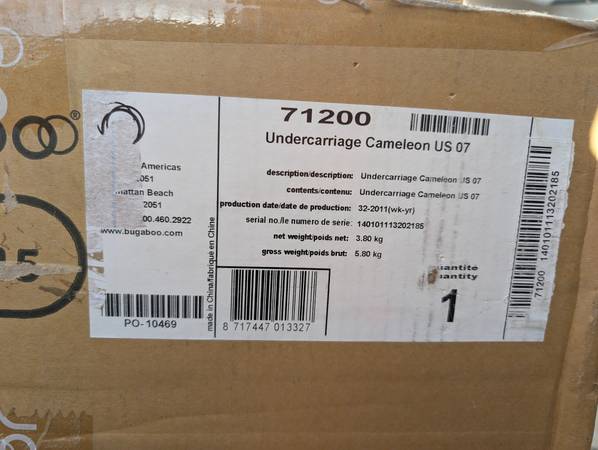 ®
71200
Undercarriage Cameleon US 07
Americas
2051
Beach
2051
00.460.2922
www.bugaboo.com
description/description: Undercarriage Cameleon US 07
contents/contenu: Undercarriage Cameleon US 07
production date/date de production: 32-2011(wk-yr)
serial no./le numero de serie: 140101113202185
net weight/poids net: 3.80 kg
gross weight/poids brut: 5.80 kg
made in China/fabriqué en Chine
PO-10469
8 717447 013327
1
71200 140101113202185